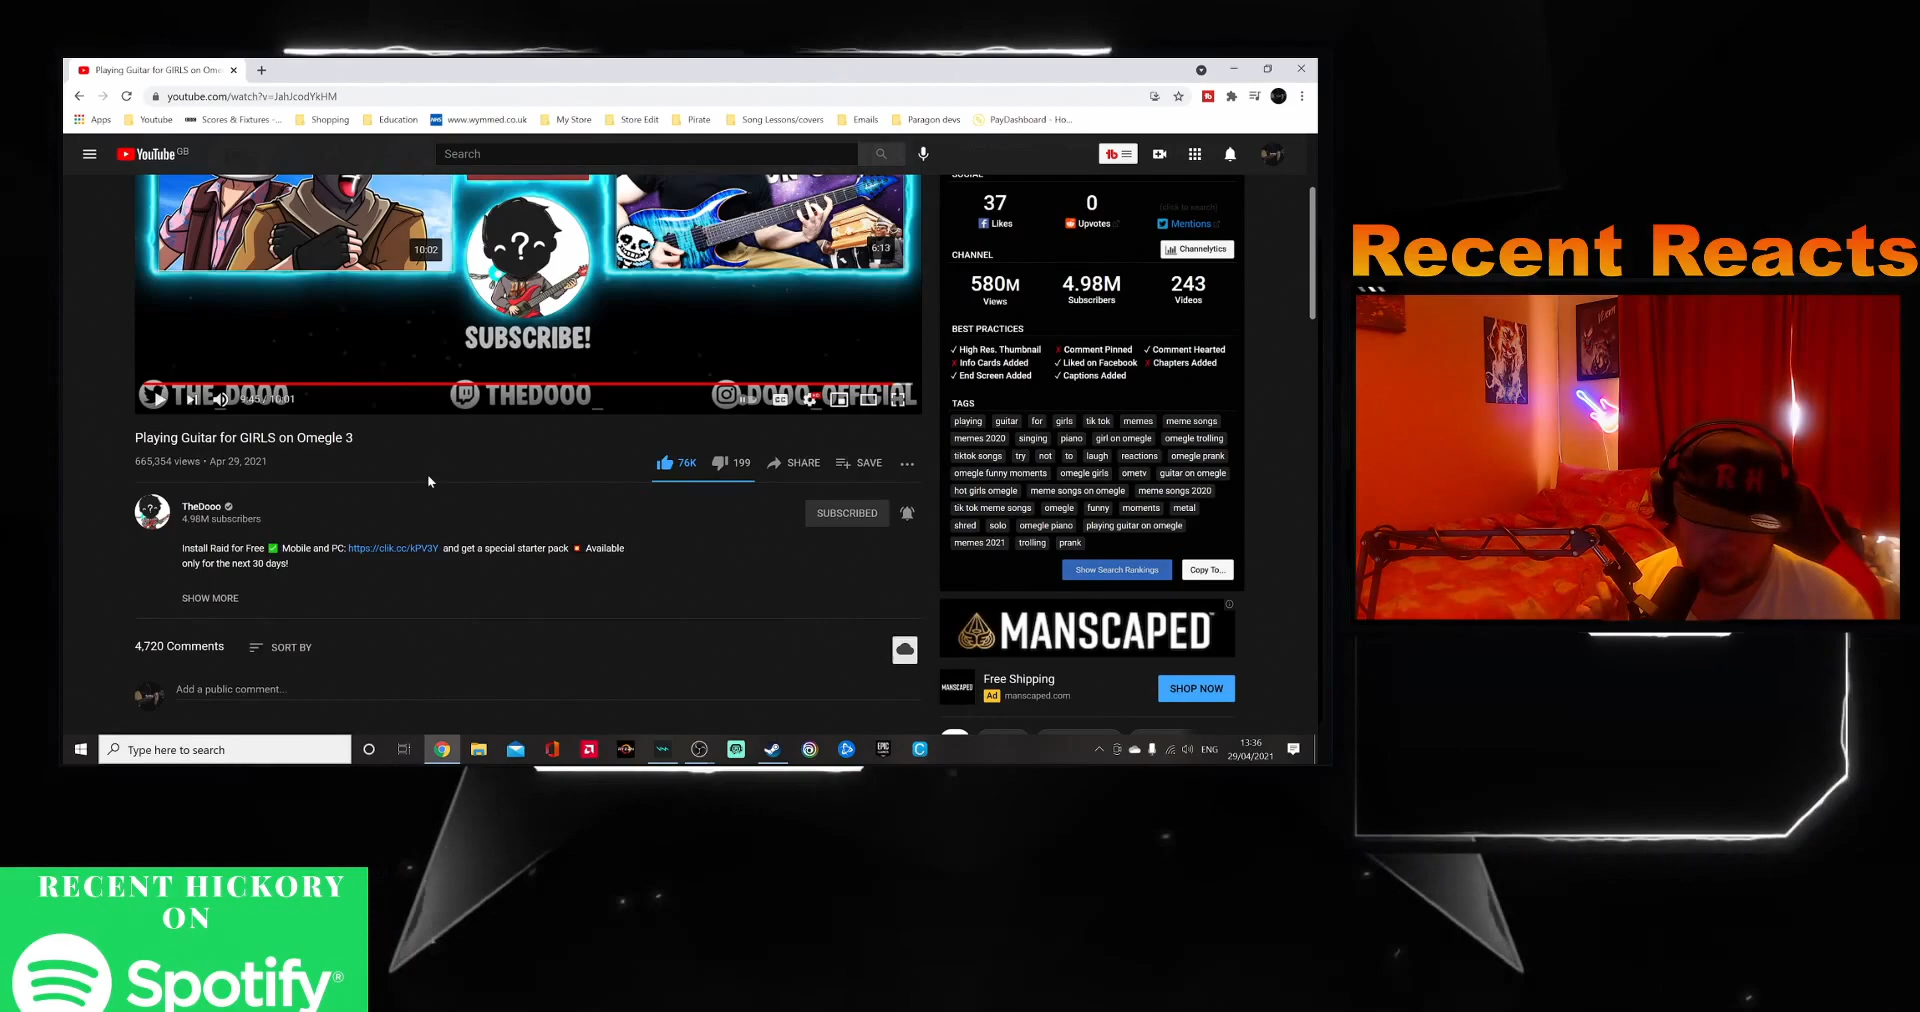 Playing Guitar for GIRLS on Ome
youtube.com/watch?v=JahJcodYkHM
Apps Youtube Scores & Fixtures -... Shopping Education www.wymmed.co.uk My Store Store Edit Pirate Song Lessons/covers Emails Paragon devs PayDashboard - Ho...
YouTube GB
Search
10:02
6:13
SUBSCRIBE!
THE_DOOO_ THEDOOO_ DOOO_OFFICIAL
9:45 / 10:01
Playing Guitar for GIRLS on Omegle 3
665,354 views • Apr 29, 2021
76K 199 SHARE SAVE
TheDooo
4.98M subscribers
SUBSCRIBED
Install Raid for Free ✅ Mobile and PC: https://clik.cc/kPV3Y and get a special starter pack Available
only for the next 30 days!
SHOW MORE
4,720 Comments SORT BY
Add a public comment...
SOCIAL
37 0 (click to search)
Likes Upvotes Mentions
CHANNEL Channelytics
580M 4.98M 243
Views Subscribers Videos
BEST PRACTICES
✓ High Res. Thumbnail ✗ Comment Pinned ✓ Comment Hearted
✗ Info Cards Added ✓ Liked on Facebook ✗ Chapters Added
✓ End Screen Added ✓ Captions Added
TAGS
playing guitar for girls tik tok memes meme songs
memes 2020 singing piano girl on omegle omegle trolling
tiktok songs try not to laugh reactions omegle prank
omegle funny moments omegle girls ometv guitar on omegle
hot girls omegle meme songs on omegle meme songs 2020
tik tok meme songs omegle funny moments metal
shred solo omegle piano playing guitar on omegle
memes 2021 trolling prank
Show Search Rankings Copy To...
MANSCAPED™
MANSCAPED
Free Shipping
Ad manscaped.com
SHOP NOW
Type here to search
ENG
13:36
29/04/2021
Recent Reacts
R H
RECENT HICKORY
ON
Spotify®